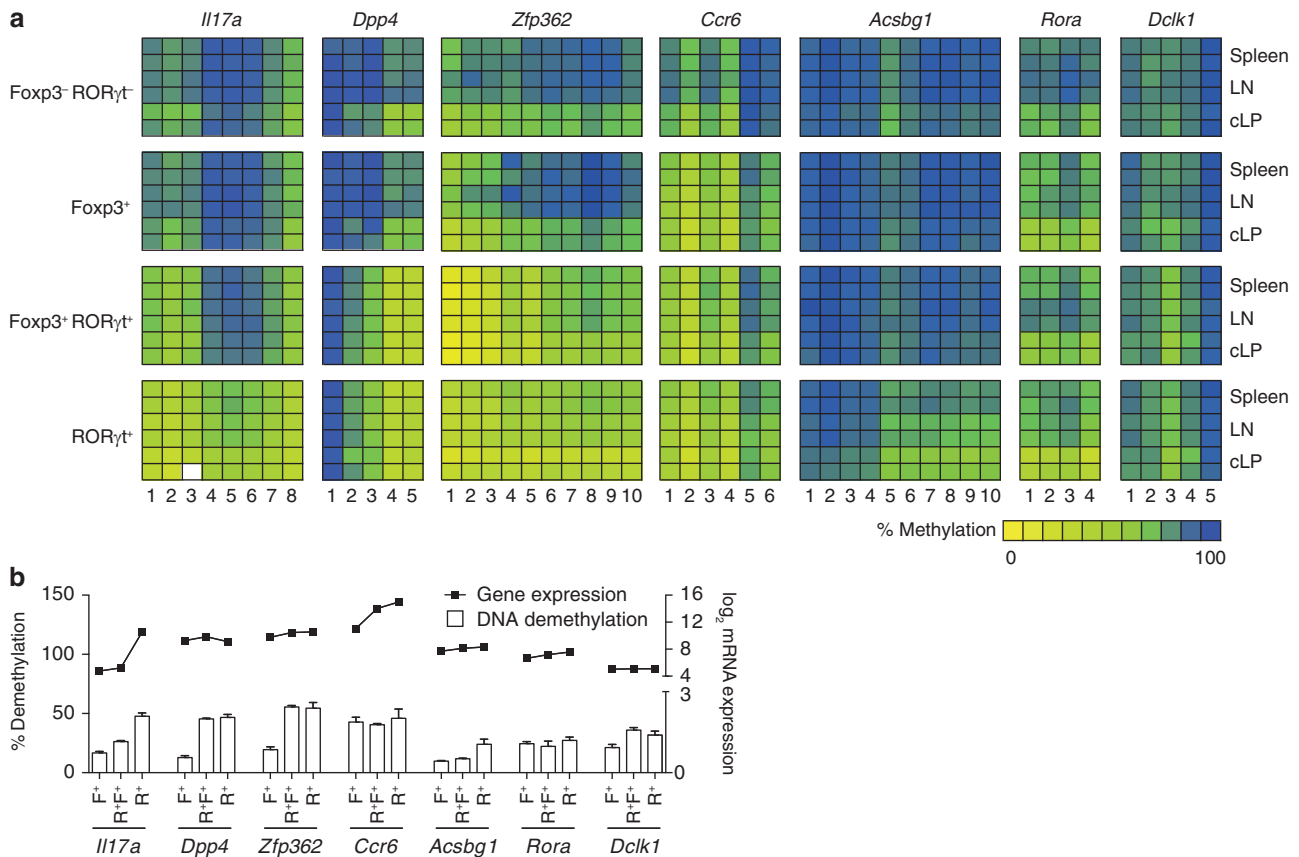 a
Il17a Dpp4 Zfp362 Ccr6 Acsbg1 Rora Dclk1
Foxp3⁻ RORγt⁻ Spleen LN cLP
Foxp3⁺ Spleen LN cLP
Foxp3⁺ RORγt⁺ Spleen LN cLP
RORγt⁺ Spleen LN cLP
1 2 3 4 5 6 7 8 1 2 3 4 5 1 2 3 4 5 6 7 8 9 10 1 2 3 4 5 6 1 2 3 4 5 6 7 8 9 10 1 2 3 4 1 2 3 4 5
% Methylation
0 100
b
% Demethylation
150
100
50
0
Gene expression
DNA demethylation
log₂ mRNA expression
16
12
8
4
3
0
F⁺ R⁺F⁺ R⁺ F⁺ R⁺F⁺ R⁺ F⁺ R⁺F⁺ R⁺ F⁺ R⁺F⁺ R⁺ F⁺ R⁺F⁺ R⁺ F⁺ R⁺F⁺ R⁺ F⁺ R⁺F⁺ R⁺
Il17a Dpp4 Zfp362 Ccr6 Acsbg1 Rora Dclk1